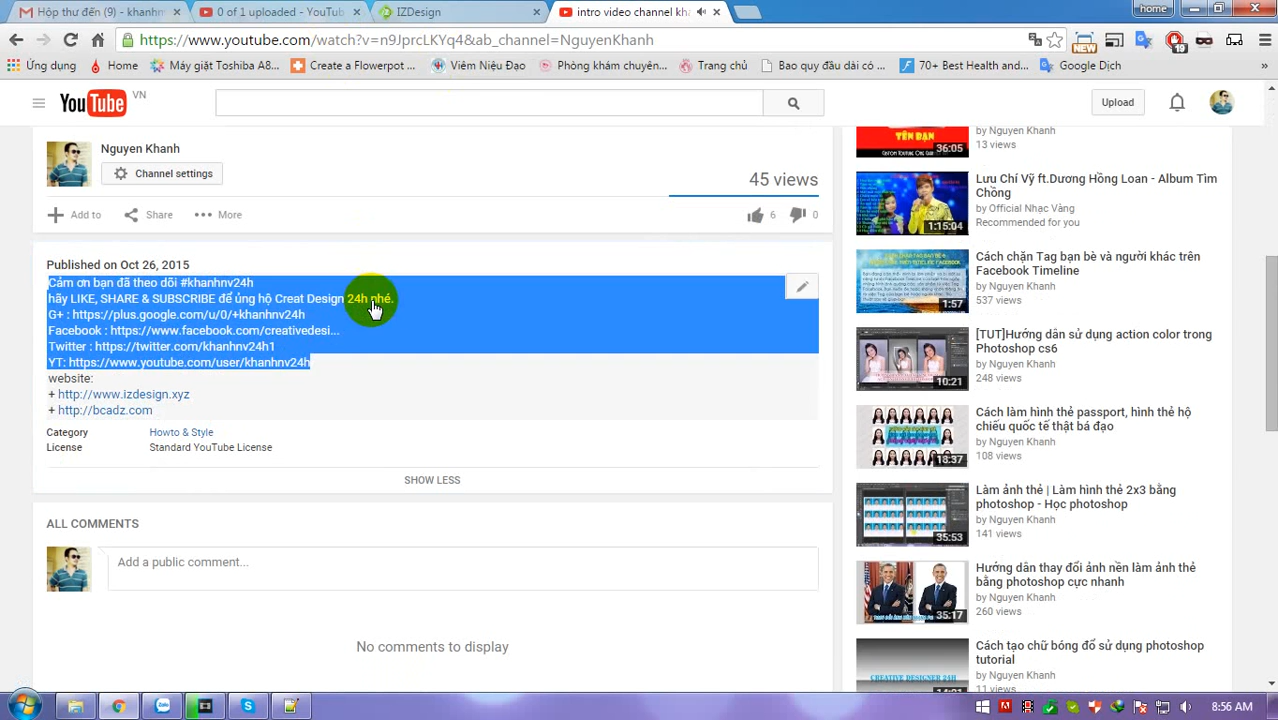 Hộp thư đến (9) - khanhm
0 of 1 uploaded - YouTub
IZDesign
intro video channel kha
home
https://www.youtube.com/watch?v=n9JprcLKYq4&ab_channel=NguyenKhanh
NEW
19
Ứng dụng
Home
Máy giặt Toshiba A8...
Create a Flowerpot ...
Viêm Hiệu Đạo
Phòng khám chuyên...
Trang chủ
Bao quy đầu dài có ...
70+ Best Health and...
Google Dịch
YouTube VN
Upload
Nguyen Khanh
Channel settings
45 views
Add to
Share
More
6
0
Published on Oct 26, 2015
Cảm ơn bạn đã theo dõi #khanhnv24h,
hãy LIKE, SHARE & SUBSCRIBE để ủng hộ Creat Design 24h nhé.
G+ : https://plus.google.com/u/0/+khanhnv24h
Facebook : https://www.facebook.com/creativedesi...
Twitter : https://twitter.com/khanhnv24h1
YT: https://www.youtube.com/user/khanhnv24h
website:
+ http://www.izdesign.xyz
+ http://bcadz.com
Category
Howto & Style
License
Standard YouTube License
SHOW LESS
ALL COMMENTS
Add a public comment...
No comments to display
TÊN BẠN
36:05
by Nguyen Khanh
13 views
1:15:04
Lưu Chí Vỹ ft.Dương Hồng Loan - Album Tìm
Chồng
by Official Nhạc Vàng
Recommended for you
1:57
Cách chặn Tag bạn bè và người khác trên
Facebook Timeline
by Nguyen Khanh
537 views
10:21
[TUT]Hướng dẫn sử dụng action color trong
Photoshop cs6
by Nguyen Khanh
248 views
18:37
Cách làm hình thẻ passport, hình thẻ hộ
chiếu quốc tế thật bá đạo
by Nguyen Khanh
108 views
35:53
Làm ảnh thẻ | Làm hình thẻ 2x3 bằng
photoshop - Học photoshop
by Nguyen Khanh
141 views
35:17
Hướng dẫn thay đổi ảnh nền làm ảnh thẻ
bằng photoshop cực nhanh
by Nguyen Khanh
260 views
CREATIVE DESIGNER 24H
Cách tạo chữ bóng đổ sử dụng photoshop
tutorial
by Nguyen Khanh
11 views
8:56 AM